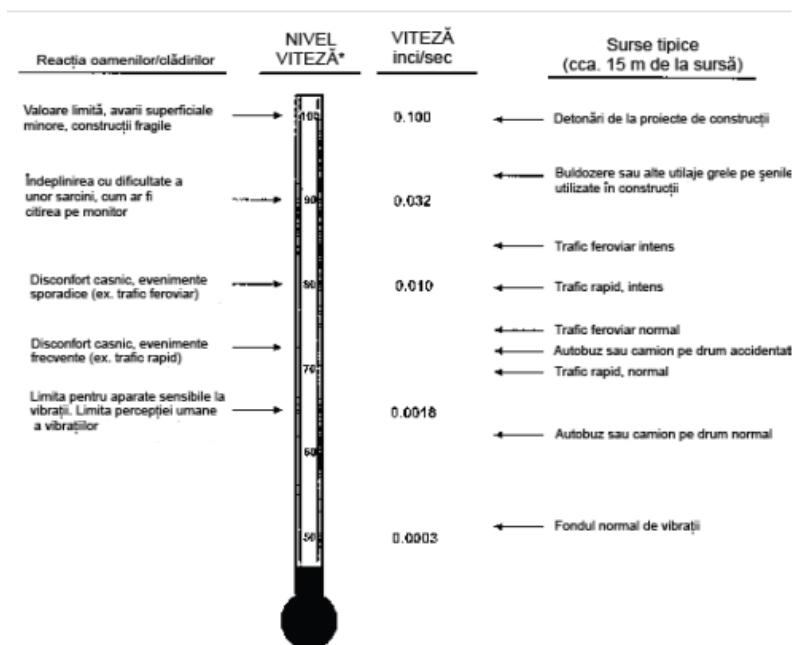 Reacția oamenilor/clădirilor
NIVEL
VITEZĂ*
VITEZĂ
inci/sec
Surse tipice
(cca. 15 m de la sursă)
Valoare limită, avarii superficiale
minore, construcții fragile
100
0.100
Detonări de la proiecte de construcții
Îndeplinirea cu dificultate a
unor sarcini, cum ar fi
citirea pe monitor
90
0.032
Buldozere sau alte utilaje grele pe șenile
utilizate în construcții
Trafic feroviar intens
Disconfort casnic, evenimente
sporadice (ex. trafic feroviar)
80
0.010
Trafic rapid, intens
Disconfort casnic, evenimente
frecvente (ex. trafic rapid)
70
Trafic feroviar normal
Autobuz sau camion pe drum accidentat
Trafic rapid, normal
Limita pentru aparate sensibile la
vibrații. Limita percepției umane
a vibrațiilor
0.0018
60
Autobuz sau camion pe drum normal
50
0.0003
Fondul normal de vibrații